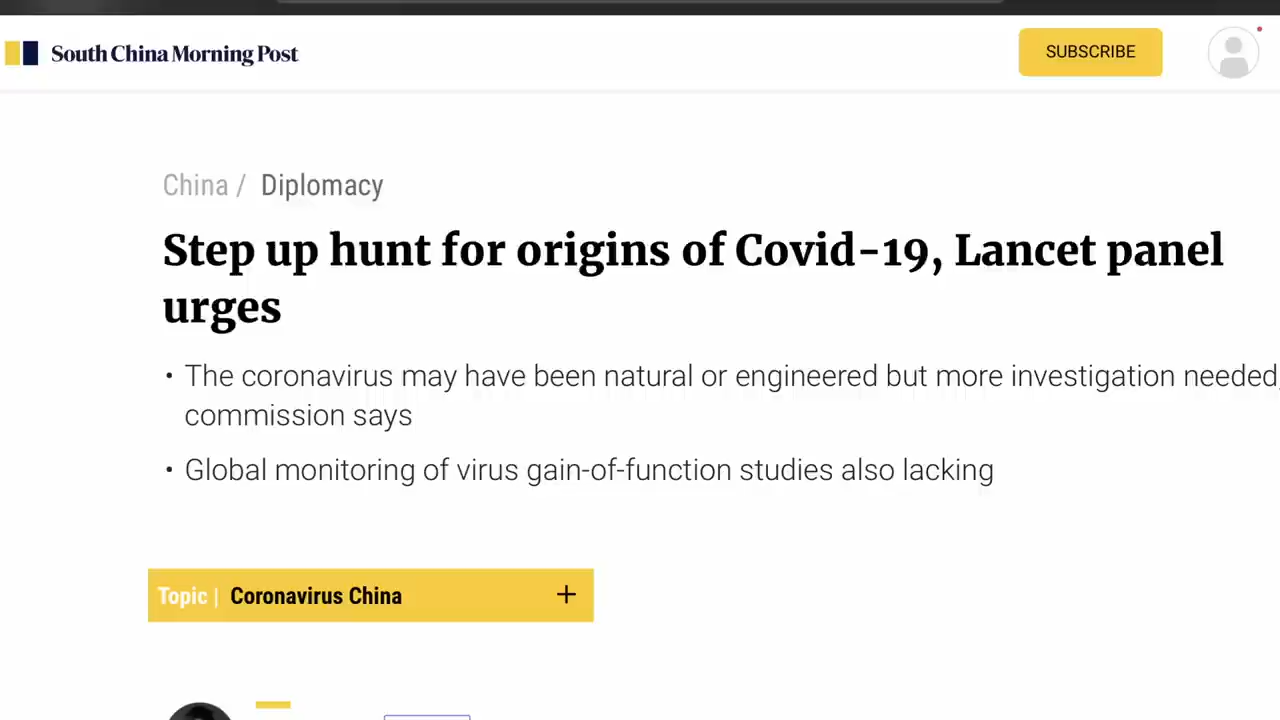 South China Morning Post
SUBSCRIBE
China / Diplomacy
Step up hunt for origins of Covid-19, Lancet panel
urges
• The coronavirus may have been natural or engineered but more investigation needed,
commission says
• Global monitoring of virus gain-of-function studies also lacking
Topic | Coronavirus China +